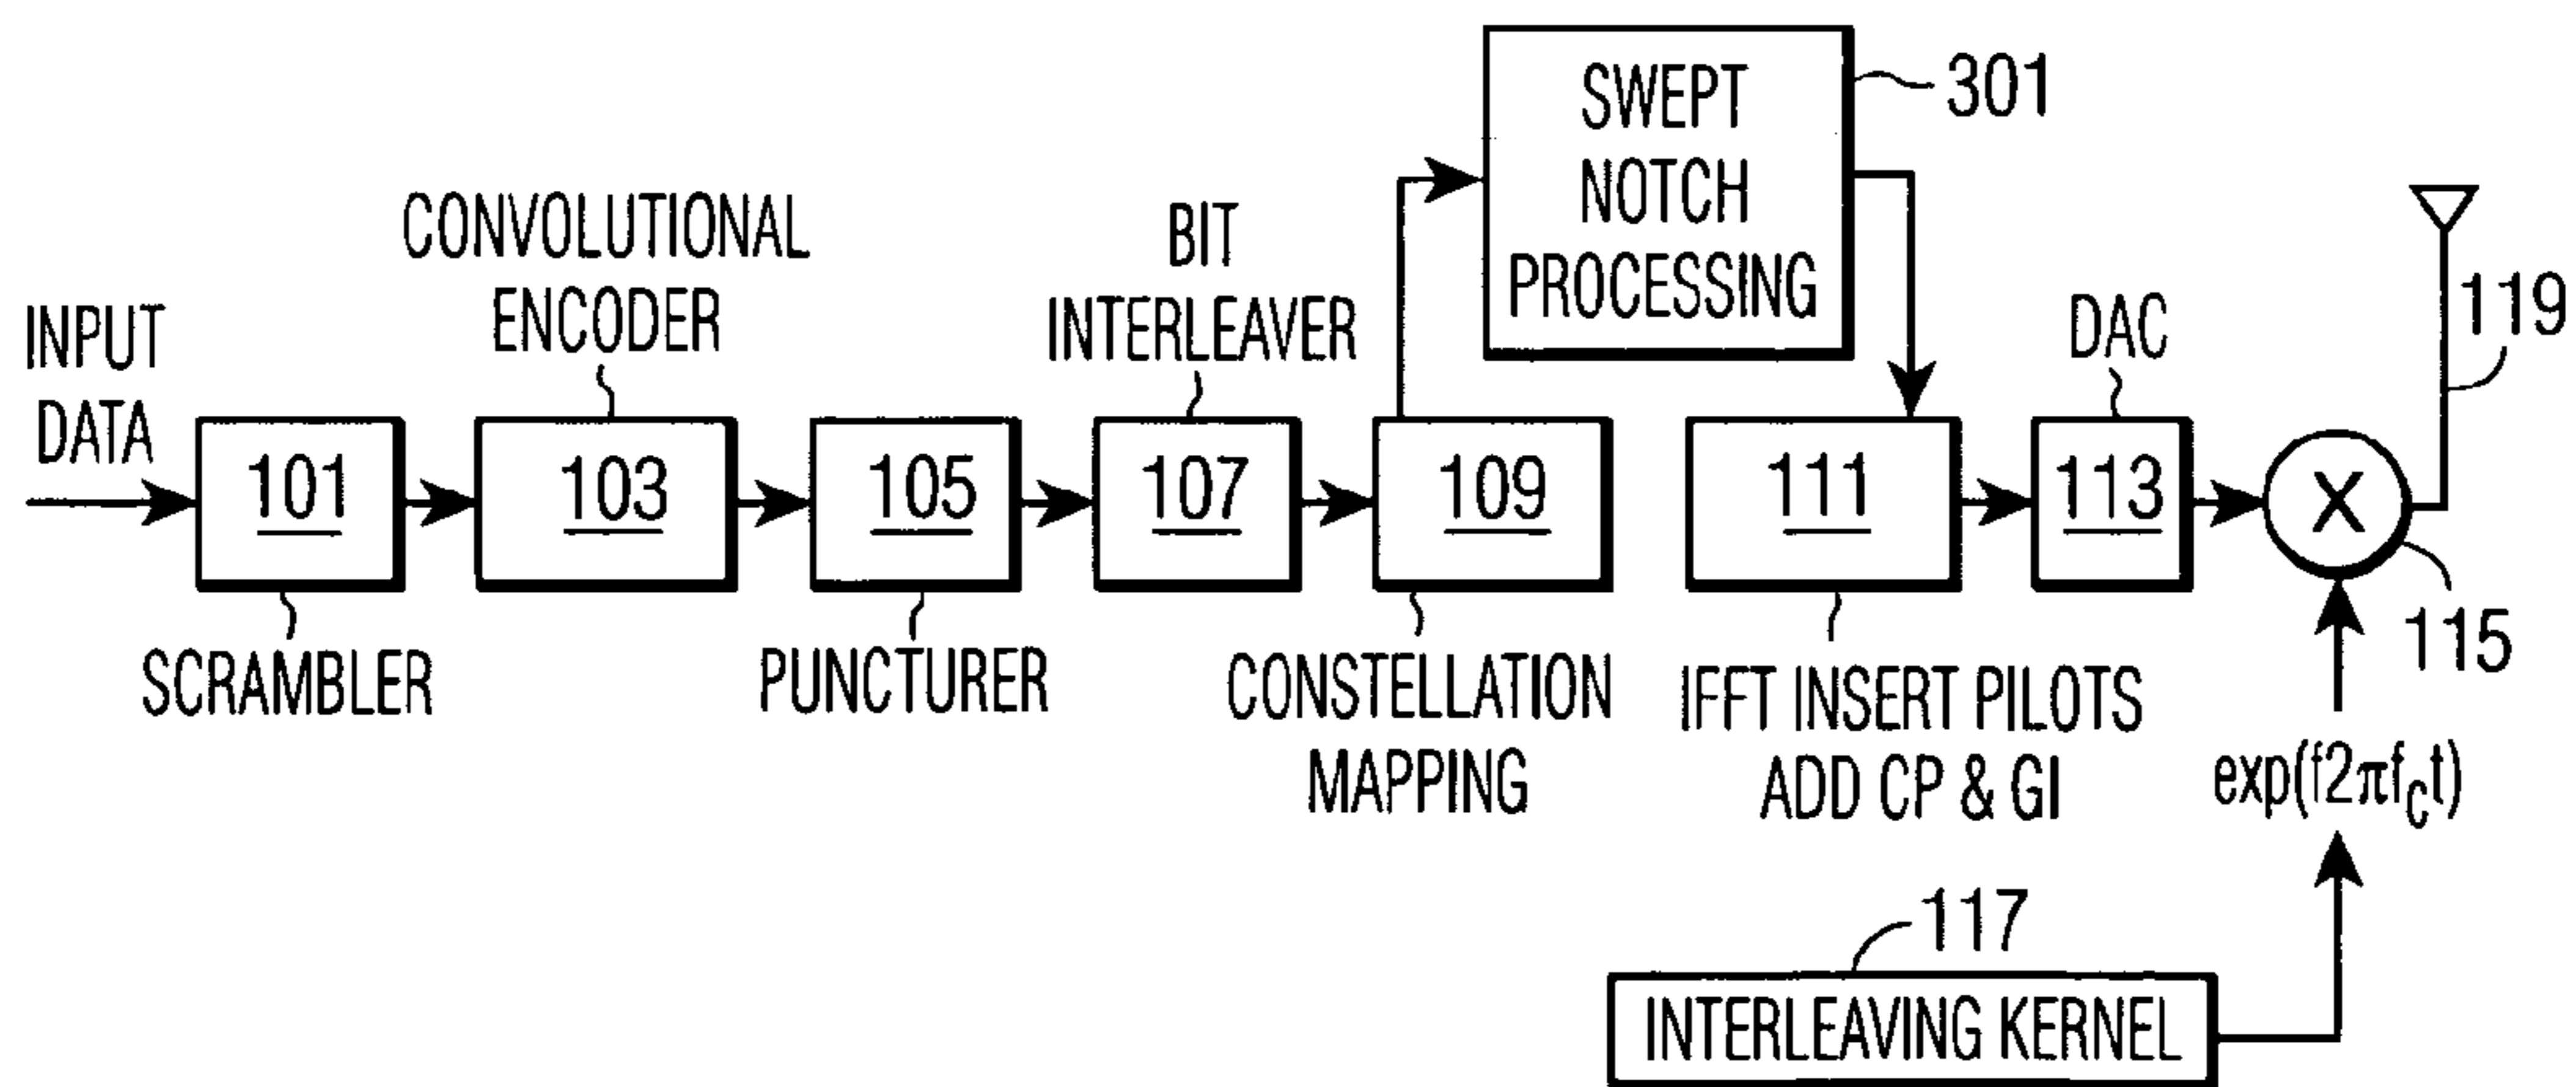 SWEPT
NOTCH
PROCESSING
301
CONVOLUTIONAL
ENCODER
BIT
INTERLEAVER
INPUT
DATA
DAC
119
101
103
105
107
109
111
113
X
115
SCRAMBLER
PUNCTURER
CONSTELLATION
MAPPING
IFFT INSERT PILOTS
ADD CP & GI
exp(f2πf_Ct)
117
INTERLEAVING KERNEL